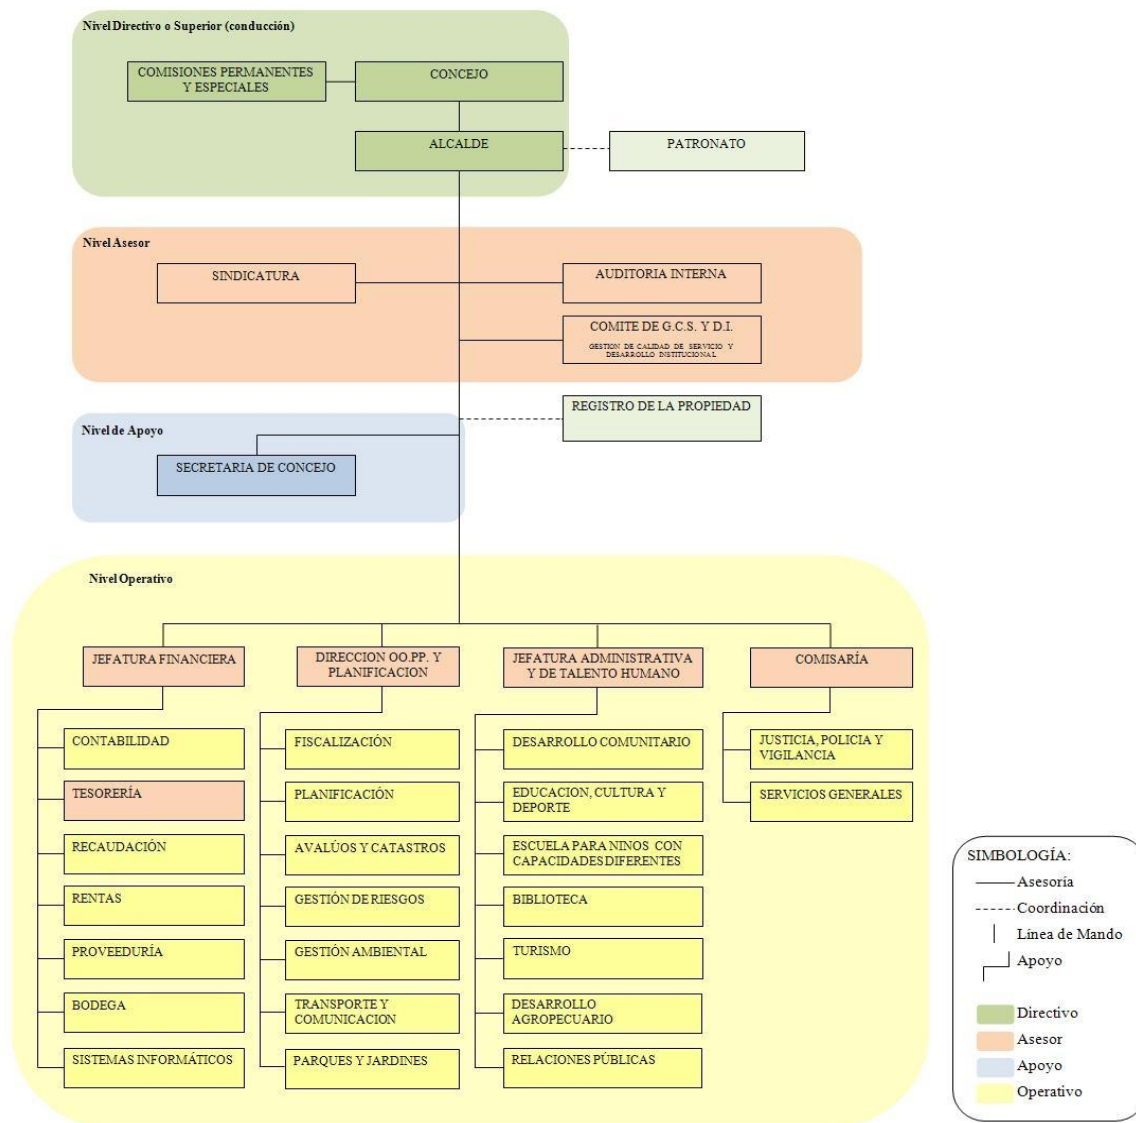 Nivel Directivo o Superior (conducción)
COMISIONES PERMANENTES
Y ESPECIALES
CONCEJO
ALCALDE
PATRONATO
Nivel Asesor
SINDICATURA
AUDITORIA INTERNA
COMITE DE G.C.S. Y D.I.
GESTION DE CALIDAD DE SERVICIO Y
DESARROLLO INSTITUCIONAL
REGISTRO DE LA PROPIEDAD
Nivel de Apoyo
SECRETARIA DE CONCEJO
Nivel Operativo
JEFATURA FINANCIERA
CONTABILIDAD
TESORERÍA
RECAUDACIÓN
RENTAS
PROVEEDURÍA
BODEGA
SISTEMAS INFORMÁTICOS
DIRECCION OO.PP. Y
PLANIFICACION
FISCALIZACIÓN
PLANIFICACIÓN
AVALÚOS Y CATASTROS
GESTIÓN DE RIESGOS
GESTIÓN AMBIENTAL
TRANSPORTE Y
COMUNICACION
PARQUES Y JARDINES
JEFATURA ADMINISTRATIVA
Y DE TALENTO HUMANO
DESARROLLO COMUNITARIO
EDUCACION, CULTURA Y
DEPORTE
ESCUELA PARA NINOS CON
CAPACIDADES DIFERENTES
BIBLIOTECA
TURISMO
DESARROLLO
AGROPECUARIO
RELACIONES PÚBLICAS
COMISARÍA
JUSTICIA, POLICIA Y
VIGILANCIA
SERVICIOS GENERALES
SIMBOLOGÍA:
Asesoría
Coordinación
Línea de Mando
Apoyo
Directivo
Asesor
Apoyo
Operativo